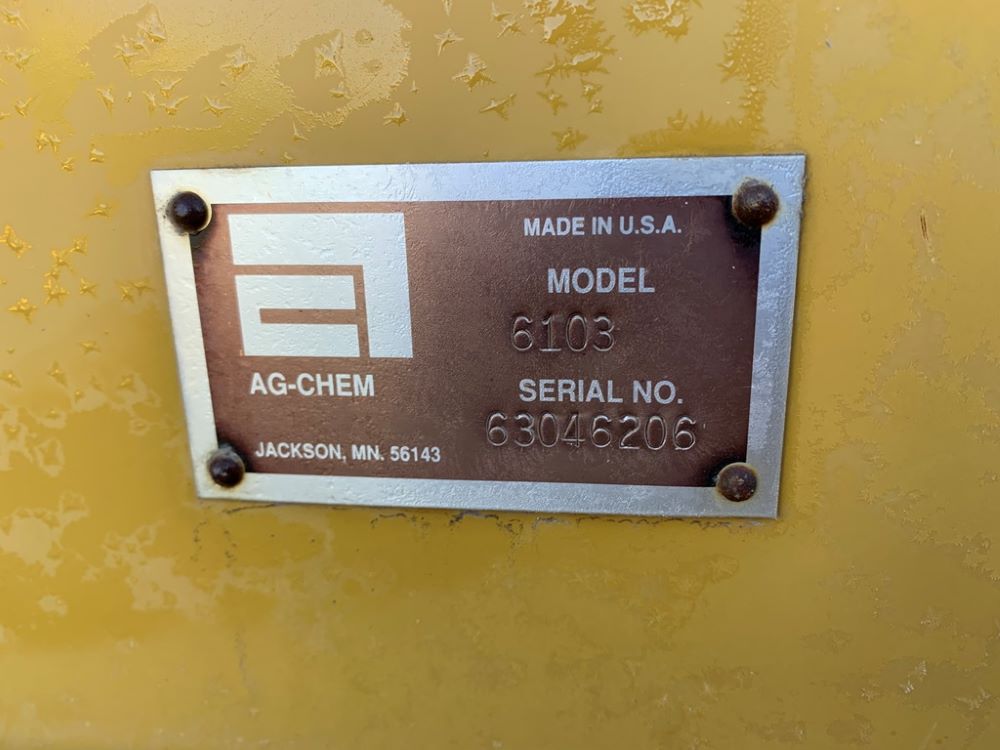 MADE IN U.S.A.
MODEL
6103
AG-CHEM
SERIAL NO.
63046206
JACKSON, MN. 56143